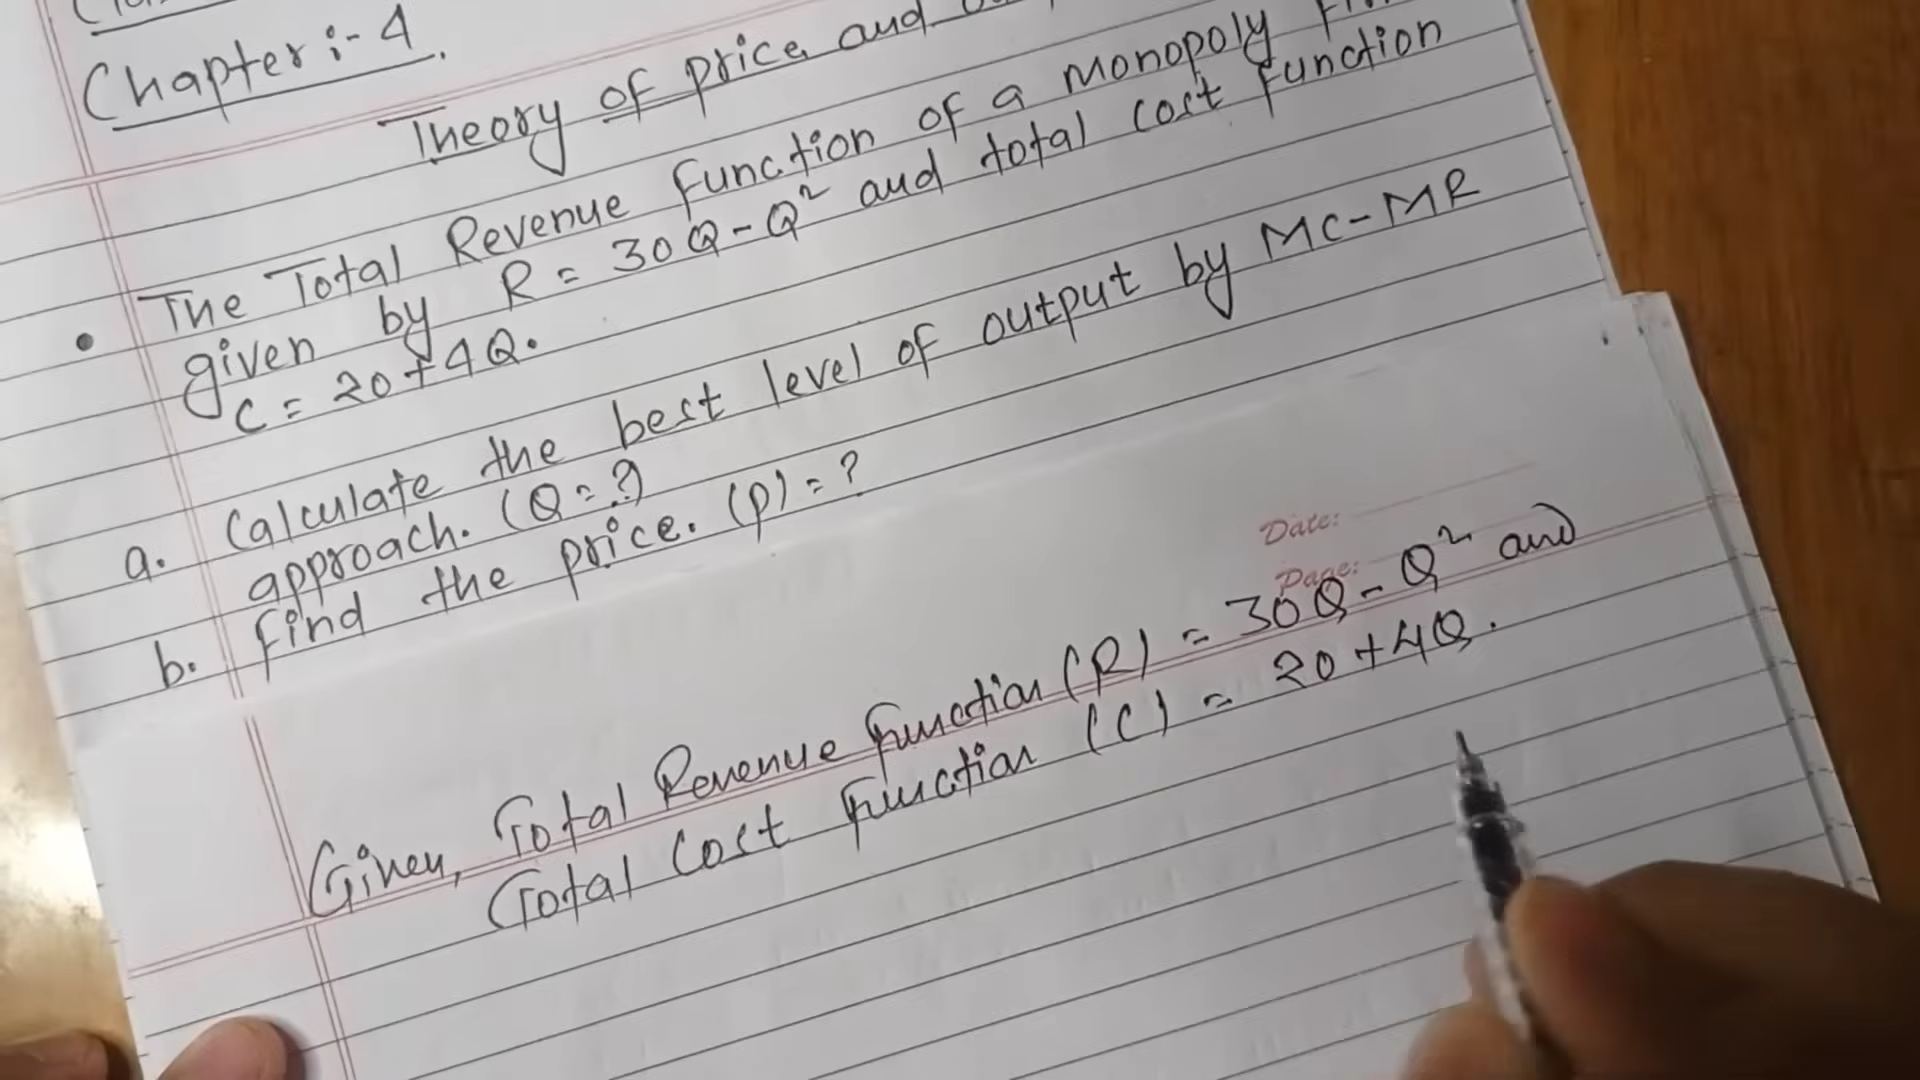 Chapter :- 4.
Theory of price and
The Total Revenue function of a monopoly
given by R = 30Q - Q² and total cost function
C = 20 + 4Q.
a. Calculate the best level of output by MC-MR
approach. (Q = ?)
b. find the price. (P) = ?
Date:
Page:
Given, Total Revenue function (R) = 30Q - Q² and
Total Cost function (C) = 20 + 4Q.